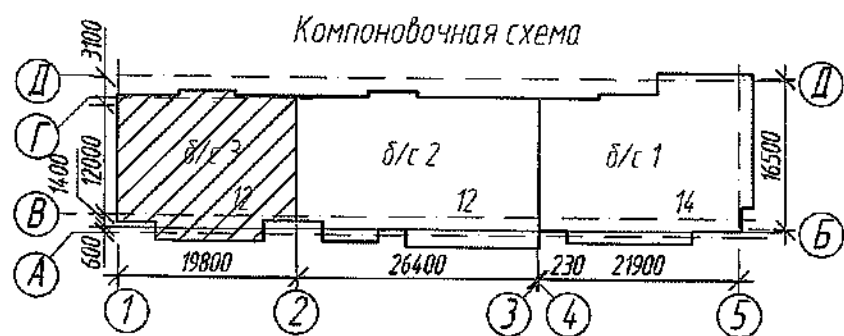 Компоновочная схема
3100
Д
Д
Г
б/с 3
б/с 2
б/с 1
1400
12000
16500
12
12
14
В
А
Б
600
19800
26400
230
21900
1
2
3
4
5